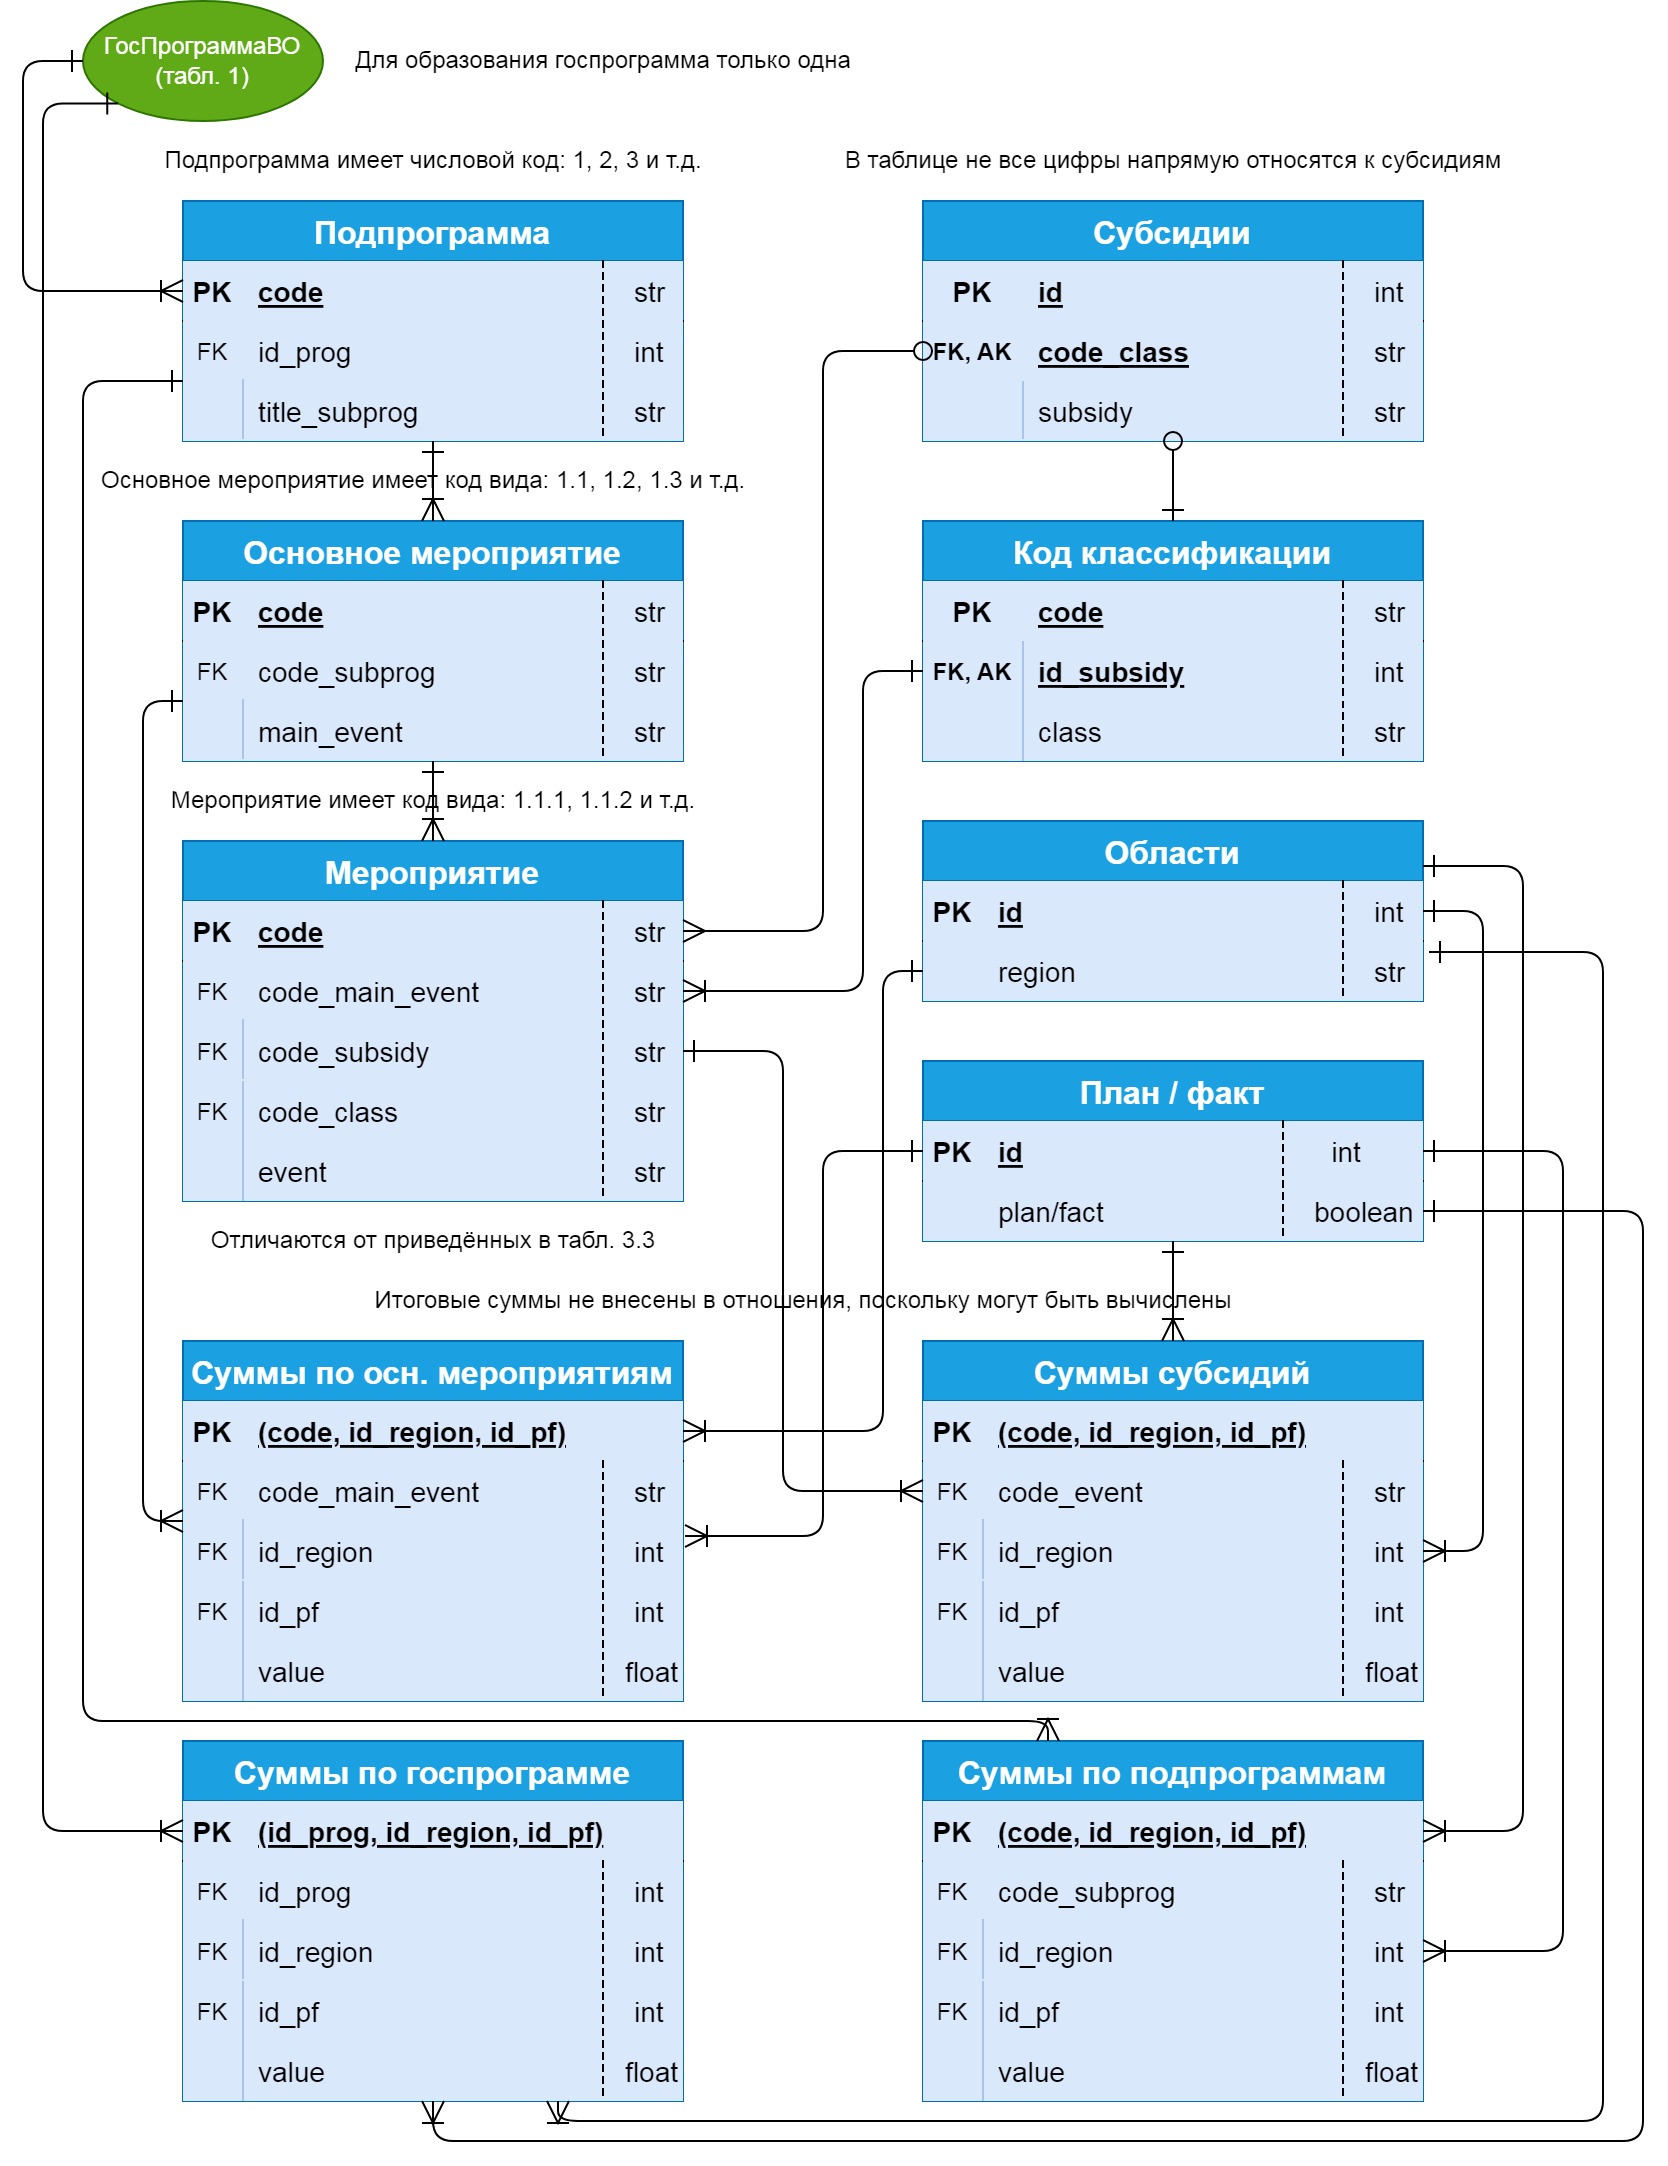 ГосПрограммаВО
(табл. 1)
Для образования госпрограмма только одна
Подпрограмма имеет числовой код: 1, 2, 3 и т.д.
Подпрограмма
PK code str
FK id_prog int
title_subprog str
Основное мероприятие имеет код вида: 1.1, 1.2, 1.3 и т.д.
Основное мероприятие
PK code str
FK code_subprog str
main_event str
Мероприятие имеет код вида: 1.1.1, 1.1.2 и т.д.
Мероприятие
PK code str
FK code_main_event str
FK code_subsidy str
FK code_class str
event str
Отличаются от приведённых в табл. 3.3
В таблице не все цифры напрямую относятся к субсидиям
Субсидии
PK id int
FK, AK code_class str
subsidy str
Код классификации
PK code str
FK, AK id_subsidy int
class str
Области
PK id int
region str
План / факт
PK id int
plan/fact boolean
Итоговые суммы не внесены в отношения, поскольку могут быть вычислены
Суммы по осн. мероприятиям
PK (code, id_region, id_pf)
FK code_main_event str
FK id_region int
FK id_pf int
value float
Суммы субсидий
PK (code, id_region, id_pf)
FK code_event str
FK id_region int
FK id_pf int
value float
Суммы по госпрограмме
PK (id_prog, id_region, id_pf)
FK id_prog int
FK id_region int
FK id_pf int
value float
Суммы по подпрограммам
PK (code, id_region, id_pf)
FK code_subprog str
FK id_region int
FK id_pf int
value float